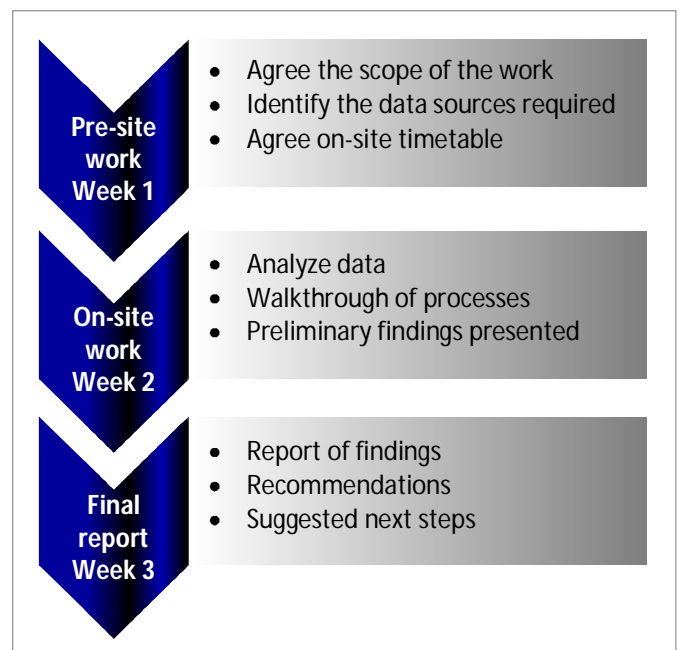 Pre-site
work
Week 1
• Agree the scope of the work
• Identify the data sources required
• Agree on-site timetable
On-site
work
Week 2
• Analyze data
• Walkthrough of processes
• Preliminary findings presented
Final
report
Week 3
• Report of findings
• Recommendations
• Suggested next steps